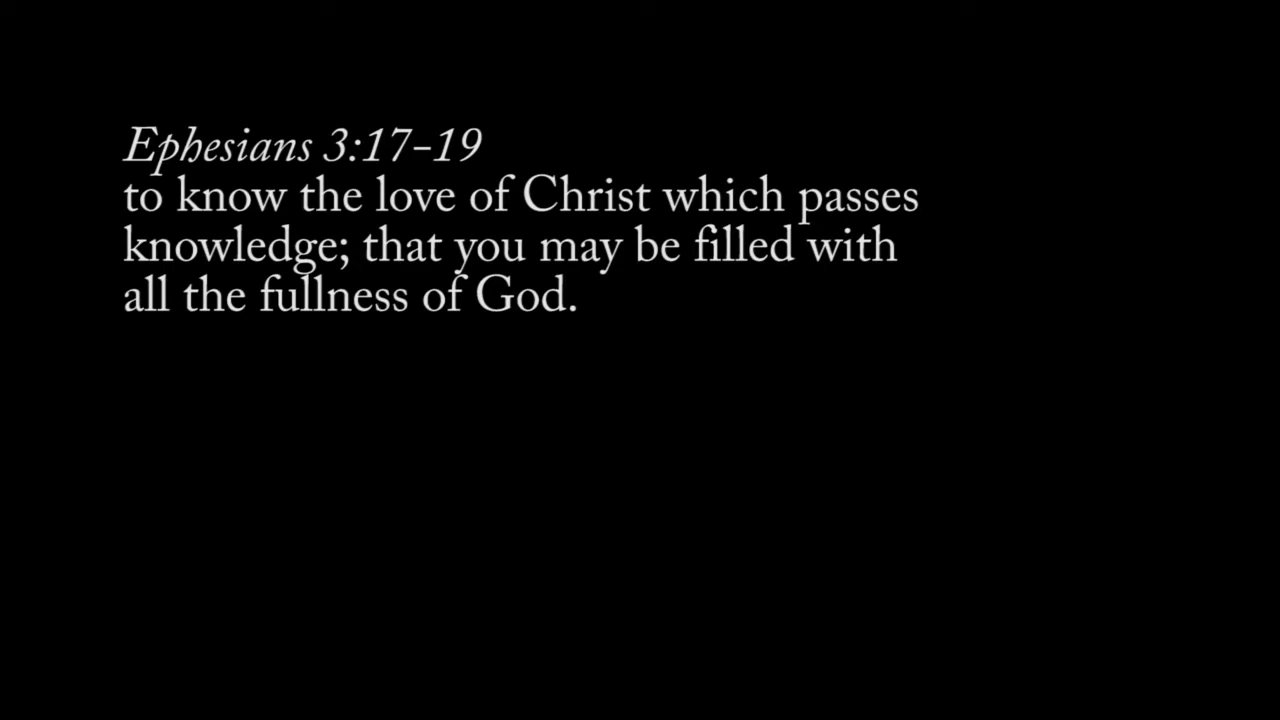 Ephesians 3:17-19
to know the love of Christ which passes
knowledge; that you may be filled with
all the fullness of God.